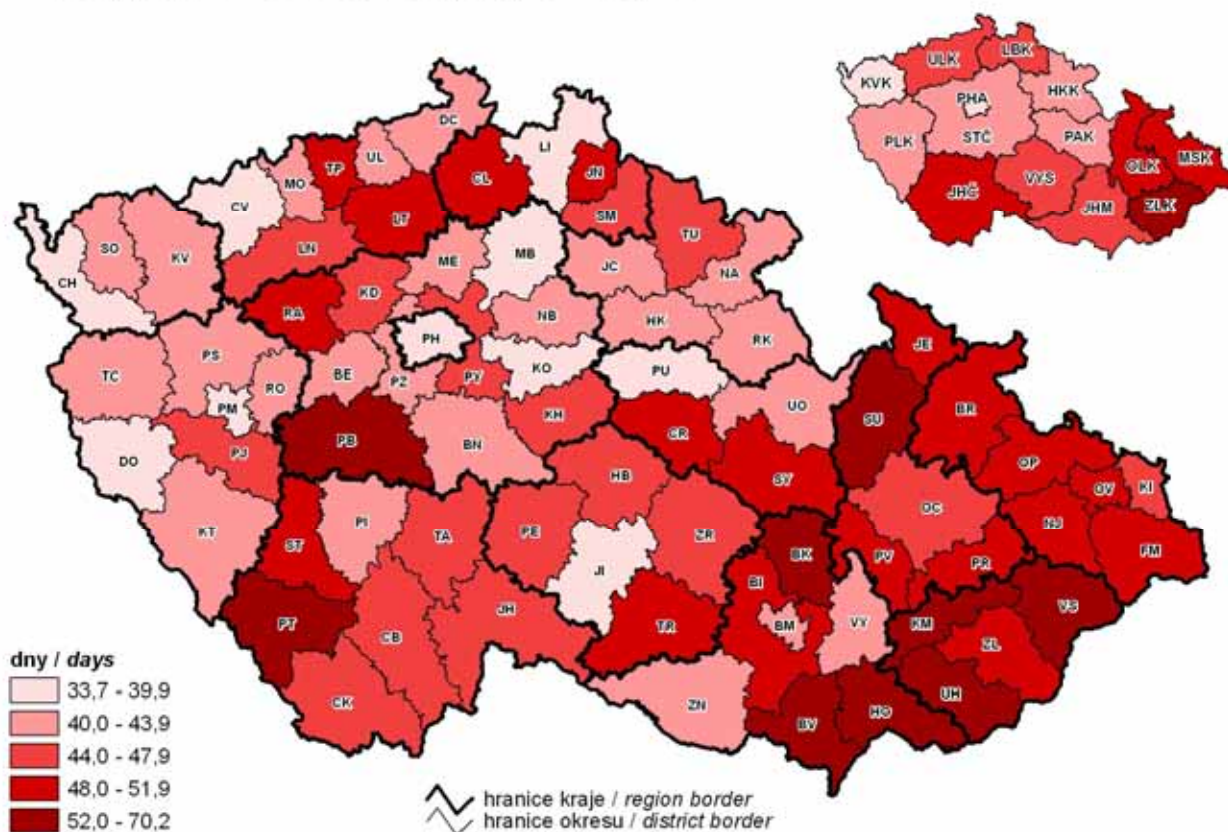 ULK
LBK
KVK
PHA
HKK
STČ
PLK
PAK
OLK
MSK
VYS
JHČ
JHM
ZLK
DC
LI
UL
TP
CL
JN
MO
CV
LT
SM
SO
KV
LN
TU
MB
ME
JC
CH
NA
KD
RA
NB
HK
PH
RK
JE
PS
TC
RO
BE
PZ
PY
KO
PU
BR
PM
UO
SU
KH
CR
PB
BN
PJ
DO
OP
HB
SY
OV
KI
OC
NJ
KT
ST
PI
TA
PE
ZR
FM
BK
JI
PV
PR
BI
VS
PT
CB
JH
TR
BM
VY
KM
ZL
UH
CK
ZN
BV
HO
dny / days
33,7 - 39,9
40,0 - 43,9
44,0 - 47,9
48,0 - 51,9
52,0 - 70,2
hranice kraje / region border
hranice okresu / district border